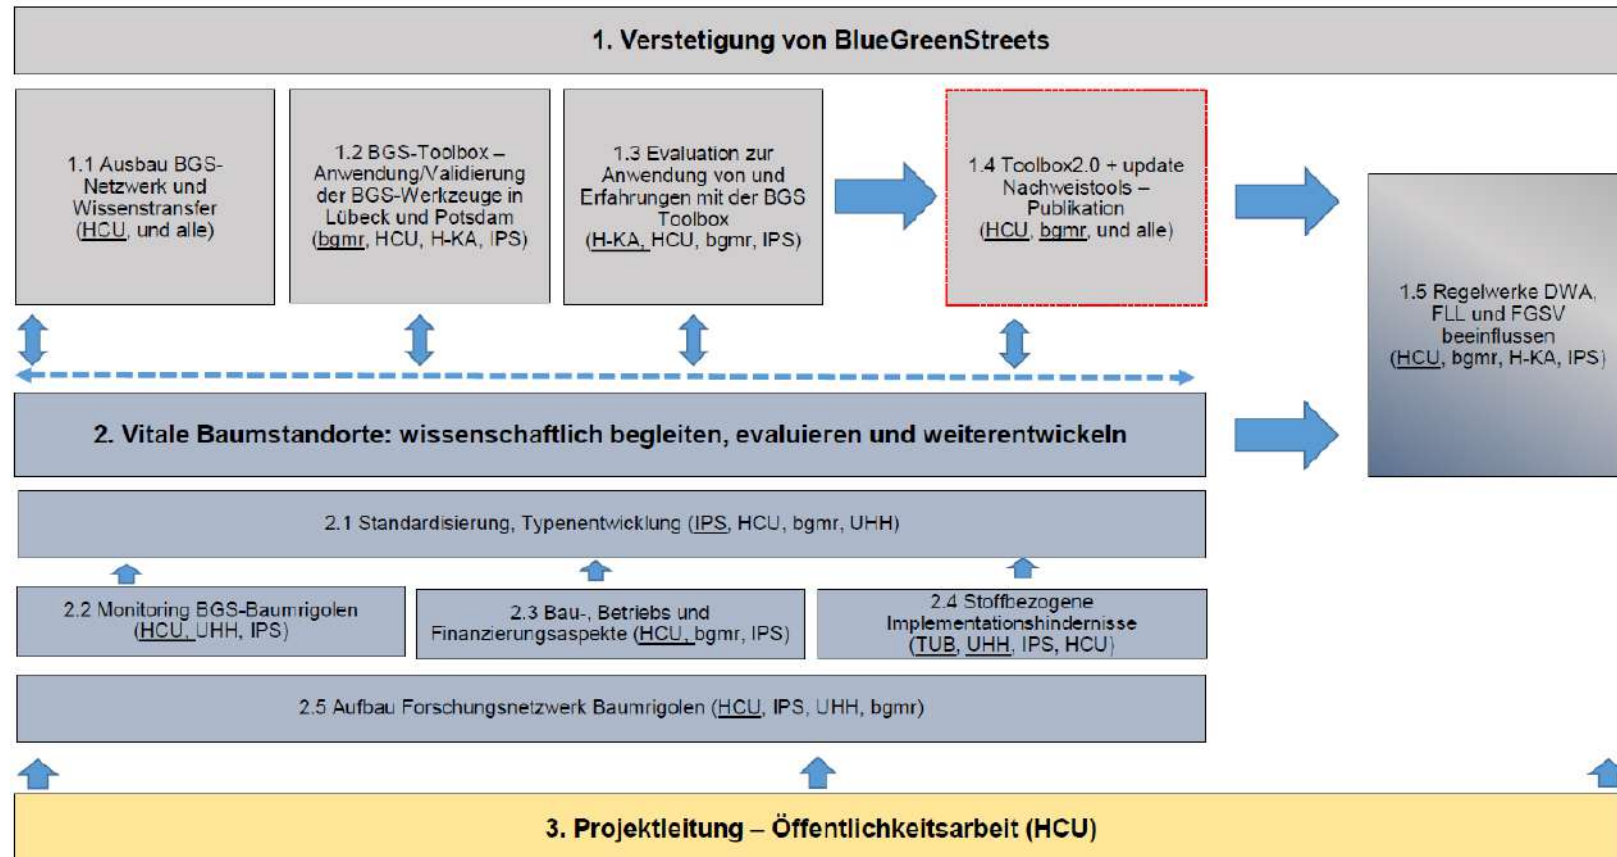 1. Verstetigung von BlueGreenStreets
1.1 Ausbau BGS-
Netzwerk und
Wissenstransfer
(HCU, und alle)
1.2 BGS-Toolbox –
Anwendung/Validierung
der BGS-Werkzeuge in
Lübeck und Potsdam
(bgmr, HCU, H-KA, IPS)
1.3 Evaluation zur
Anwendung von und
Erfahrungen mit der BGS
Toolbox
(H-KA, HCU, bgmr, IPS)
1.4 Toolbox2.0 + update
Nachweistools –
Publikation
(HCU, bgmr, und alle)
1.5 Regelwerke DWA,
FLL und FGSV
beeinflussen
(HCU, bgmr, H-KA, IPS)
2. Vitale Baumstandorte: wissenschaftlich begleiten, evaluieren und weiterentwickeln
2.1 Standardisierung, Typenentwicklung (IPS, HCU, bgmr, UHH)
2.2 Monitoring BGS-Baumrigolen
(HCU, UHH, IPS)
2.3 Bau-, Betriebs und
Finanzierungsaspekte (HCU, bgmr, IPS)
2.4 Stoffbezogene
Implementationshindernisse
(TUB, UHH, IPS, HCU)
2.5 Aufbau Forschungsnetzwerk Baumrigolen (HCU, IPS, UHH, bgmr)
3. Projektleitung – Öffentlichkeitsarbeit (HCU)